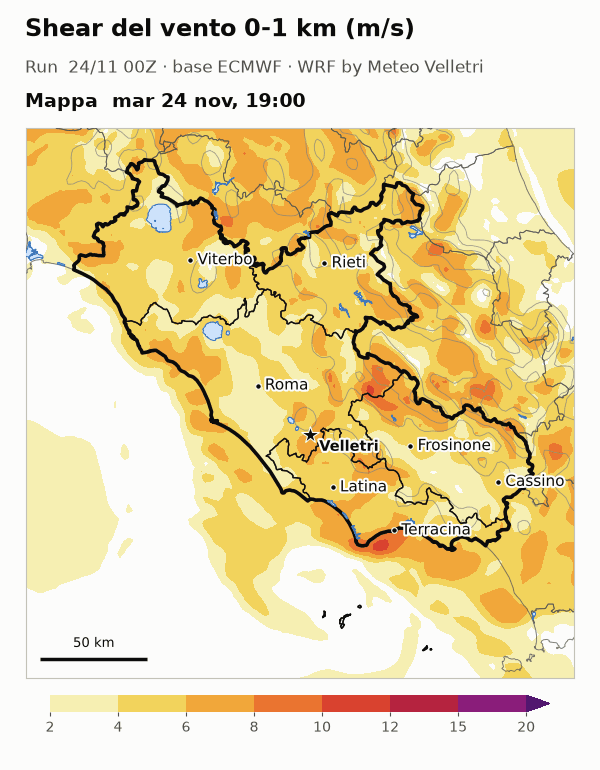 Shear del vento 0-1 km (m/s)
Run  24/11 00Z · base ECMWF · WRF by Meteo Velletri
Mappa  mar 24 nov, 19:00
Viterbo
Rieti
Roma
Velletri
Frosinone
Cassino
Latina
Terracina
50 km
2 4 6 8 10 12 15 20